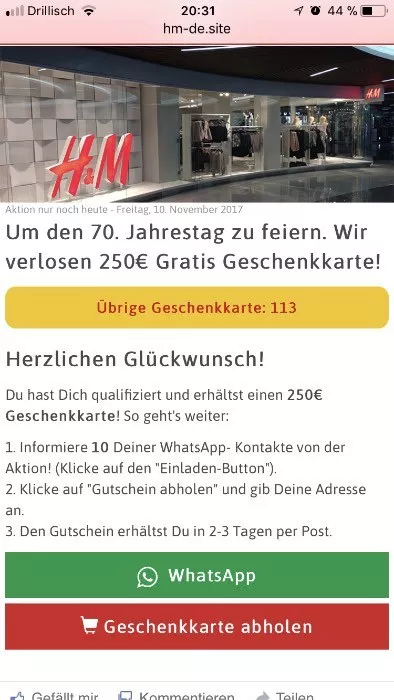 Drillisch 20:31 44 %
hm-de.site
H&M
H&M
Aktion nur noch heute - Freitag, 10. November 2017
Um den 70. Jahrestag zu feiern. Wir
verlosen 250€ Gratis Geschenkkarte!
Übrige Geschenkkarte: 113
Herzlichen Glückwunsch!
Du hast Dich qualifiziert und erhältst einen 250€
Geschenkkarte! So geht's weiter:
1. Informiere 10 Deiner WhatsApp- Kontakte von der
Aktion! (Klicke auf den "Einladen-Button").
2. Klicke auf "Gutschein abholen" und gib Deine Adresse
an.
3. Den Gutschein erhältst Du in 2-3 Tagen per Post.
WhatsApp
Geschenkkarte abholen
Gefällt mir Kommentieren Teilen